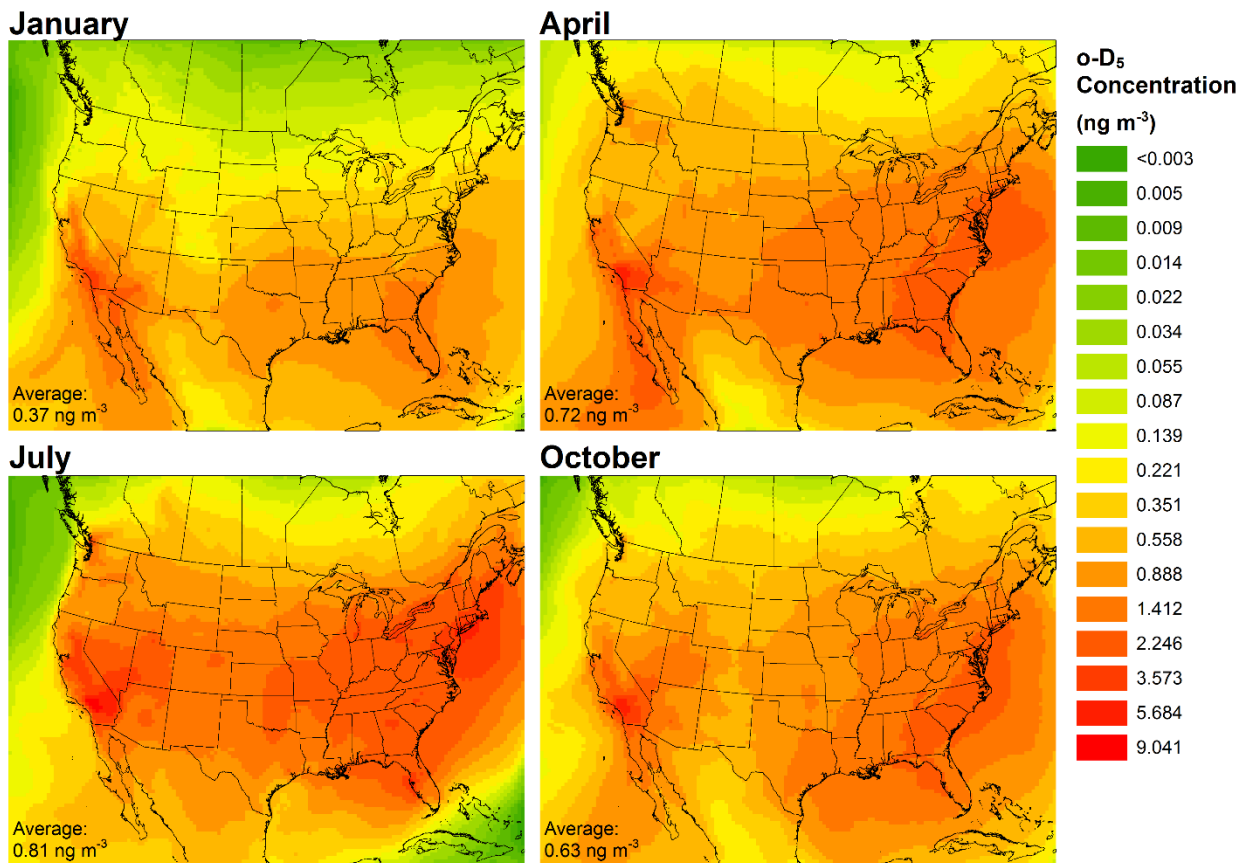 January
April
Average:
0.37 ng m⁻³
Average:
0.72 ng m⁻³
July
October
Average:
0.81 ng m⁻³
Average:
0.63 ng m⁻³
o-D₅
Concentration
(ng m⁻³)
<0.003
0.005
0.009
0.014
0.022
0.034
0.055
0.087
0.139
0.221
0.351
0.558
0.888
1.412
2.246
3.573
5.684
9.041